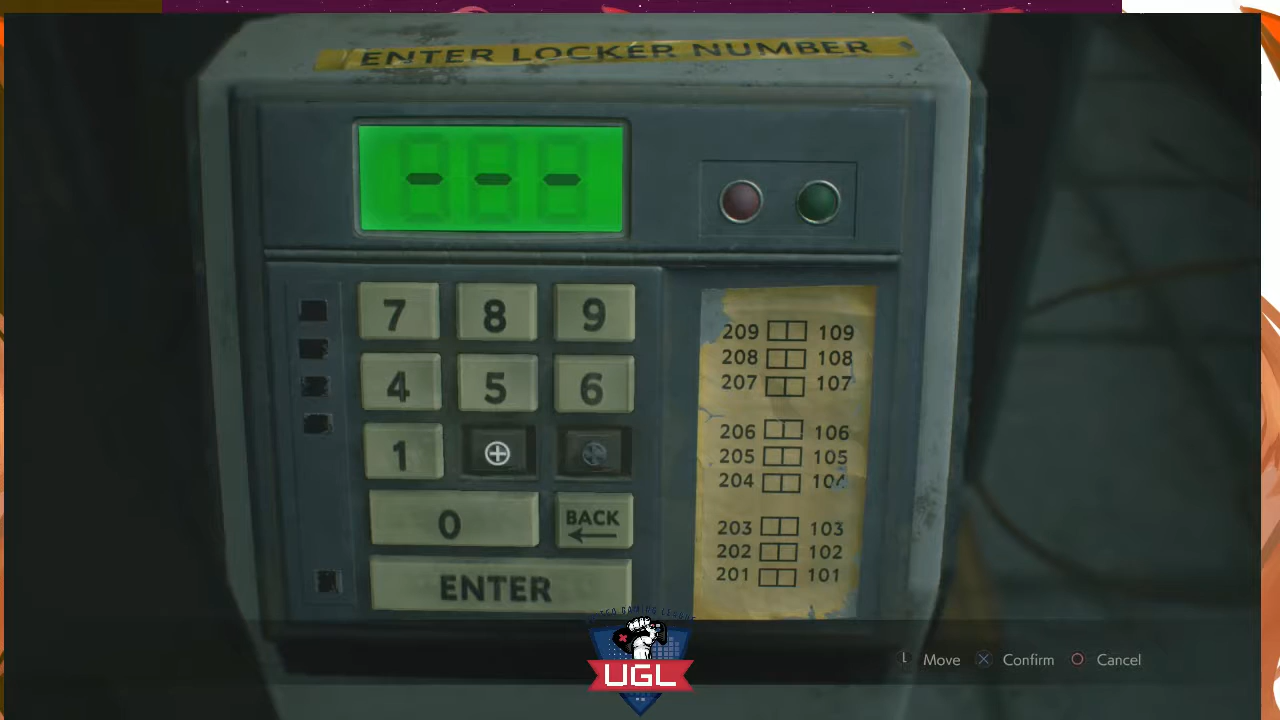 ENTER LOCKER NUMBER
7 8 9
4 5 6
1
0 BACK
ENTER
209 109
208 108
207 107
206 106
205 105
204 104
203 103
202 102
201 101
UGL
Move Confirm Cancel